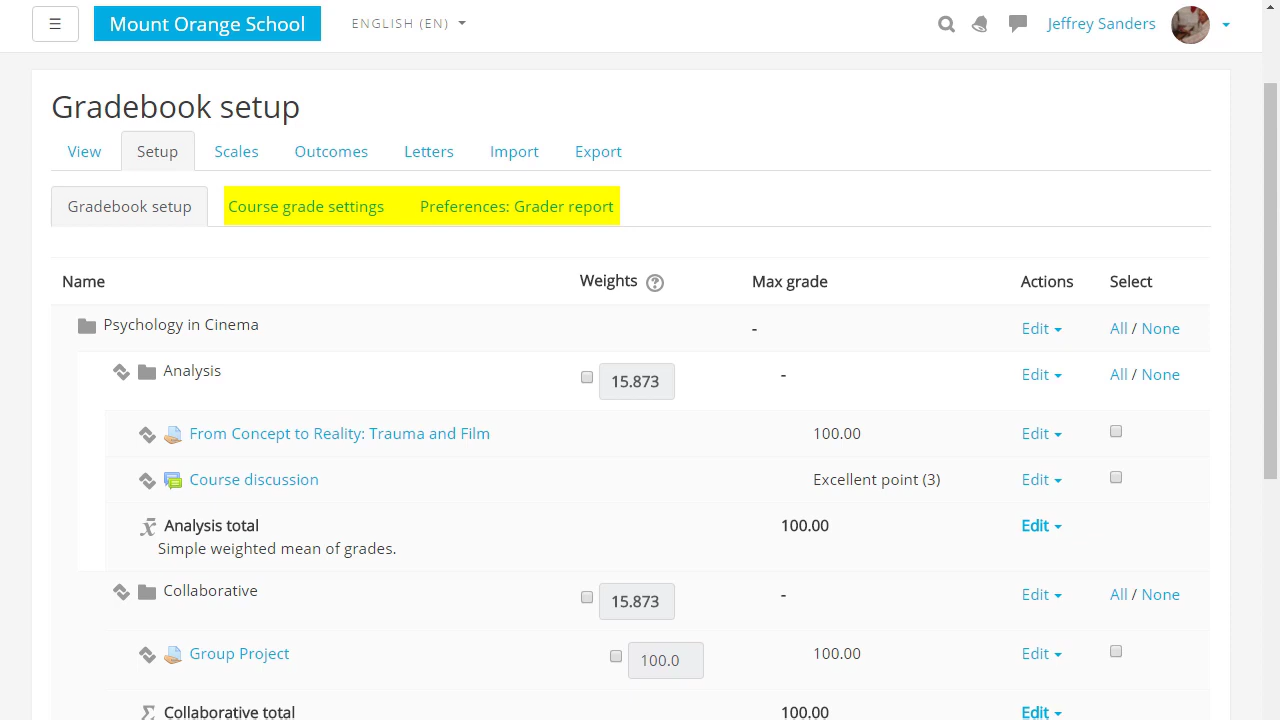 ☰ Mount Orange School ENGLISH (EN) Jeffrey Sanders
Gradebook setup
View Setup Scales Outcomes Letters Import Export
Gradebook setup Course grade settings Preferences: Grader report
Name Weights ? Max grade Actions Select
Psychology in Cinema - Edit All / None
Analysis 15.873 - Edit All / None
From Concept to Reality: Trauma and Film 100.00 Edit
Course discussion Excellent point (3) Edit
x̄ Analysis total 100.00 Edit
Simple weighted mean of grades.
Collaborative 15.873 - Edit All / None
Group Project 100.0 100.00 Edit
Σ Collaborative total 100.00 Edit